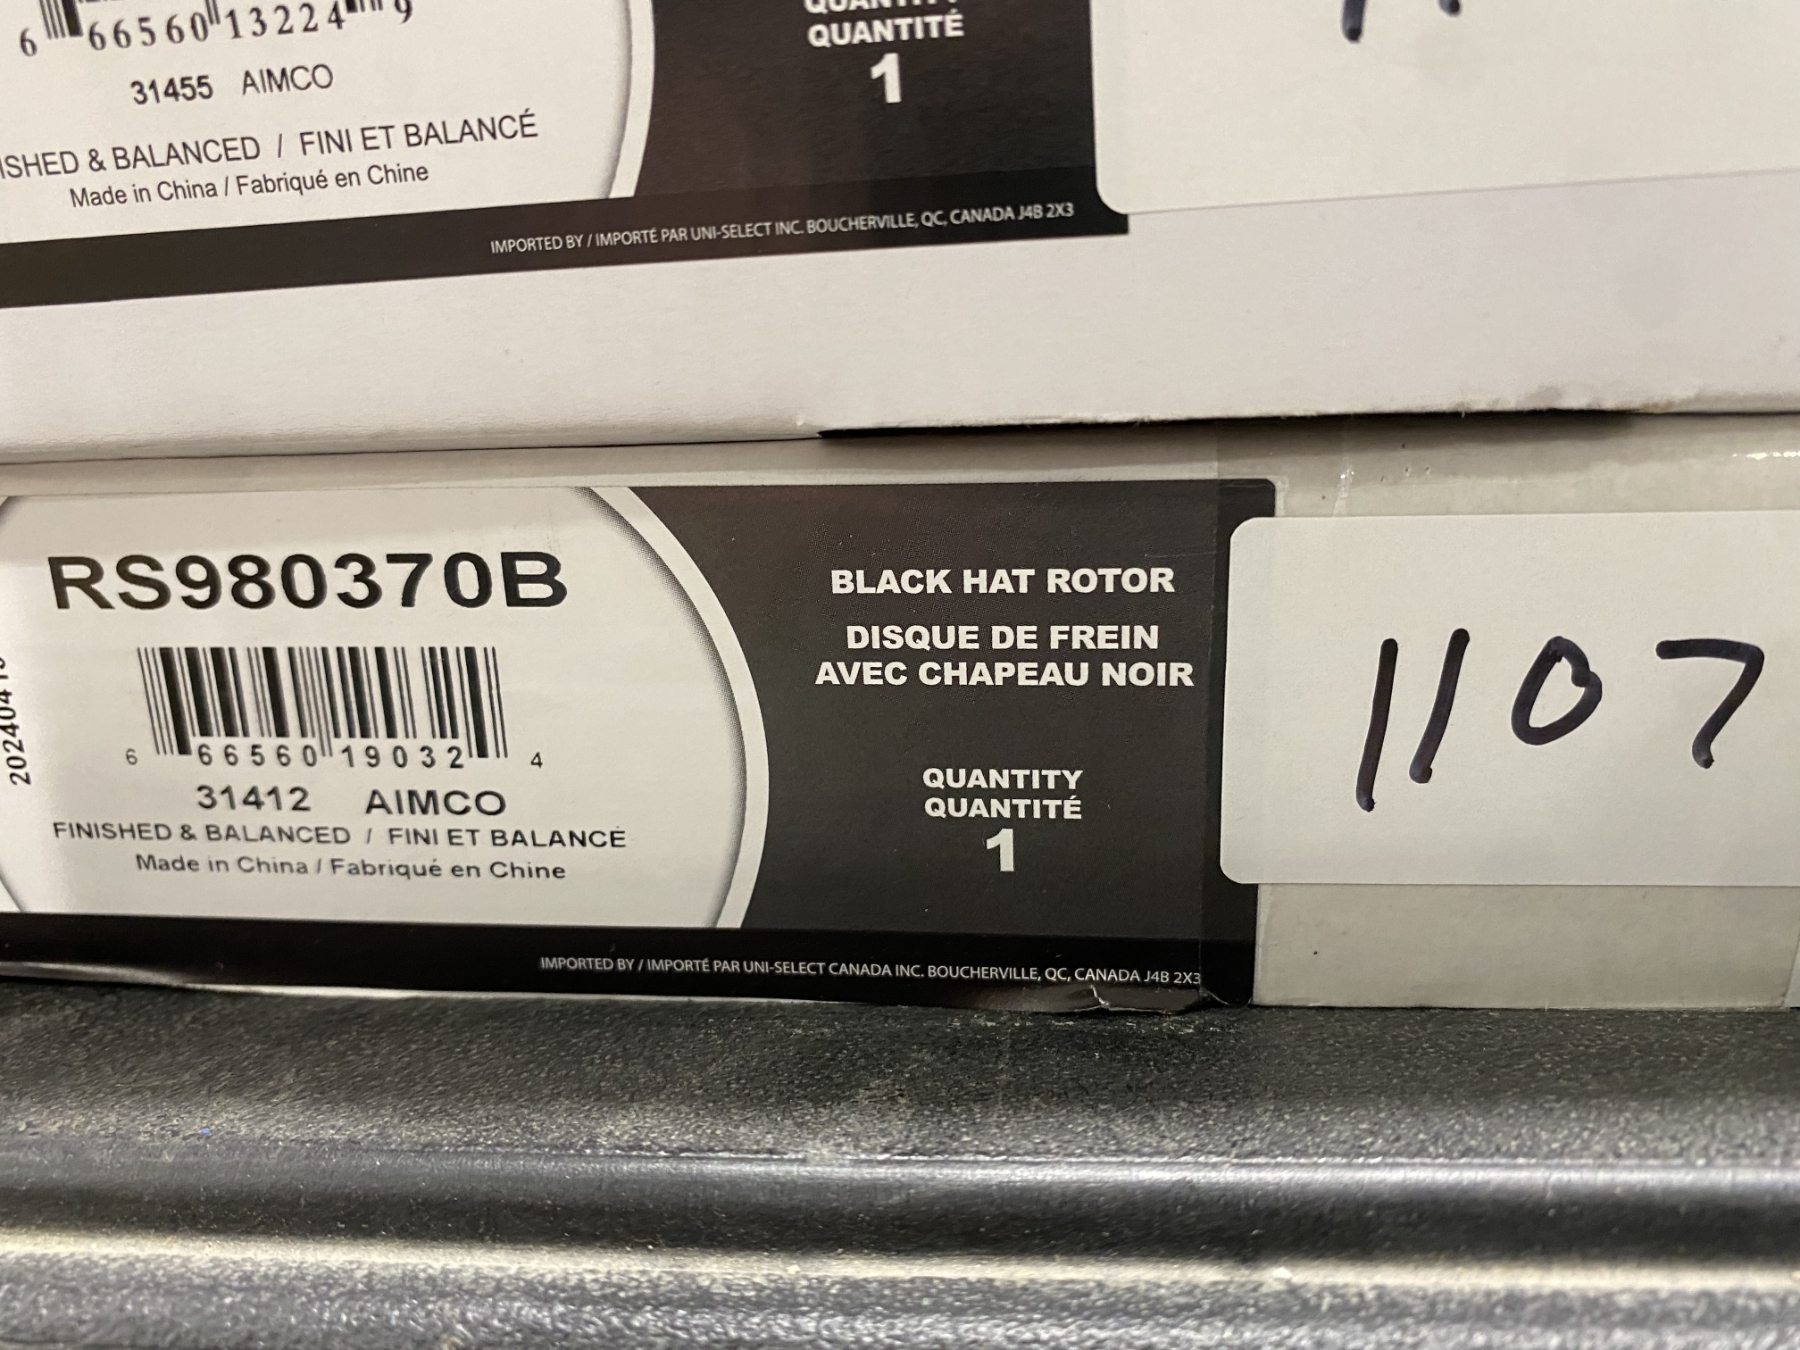 6 66560 13224 9
QUANTITÉ
1
31455 AIMCO
& BALANCED / FINI ET BALANCÉ
Made in China / Fabriqué en Chine
IMPORTED BY / IMPORTÉ PAR UNI-SELECT INC. BOUCHERVILLE, QC, CANADA J4B 2X3
RS980370B
6 66560 19032 4
31412 AIMCO
FINISHED & BALANCED / FINI ET BALANCÉ
Made in China / Fabriqué en Chine
BLACK HAT ROTOR
DISQUE DE FREIN
AVEC CHAPEAU NOIR
QUANTITY
QUANTITÉ
1
IMPORTED BY / IMPORTÉ PAR UNI-SELECT CANADA INC. BOUCHERVILLE, QC, CANADA J4B 2X3
1107